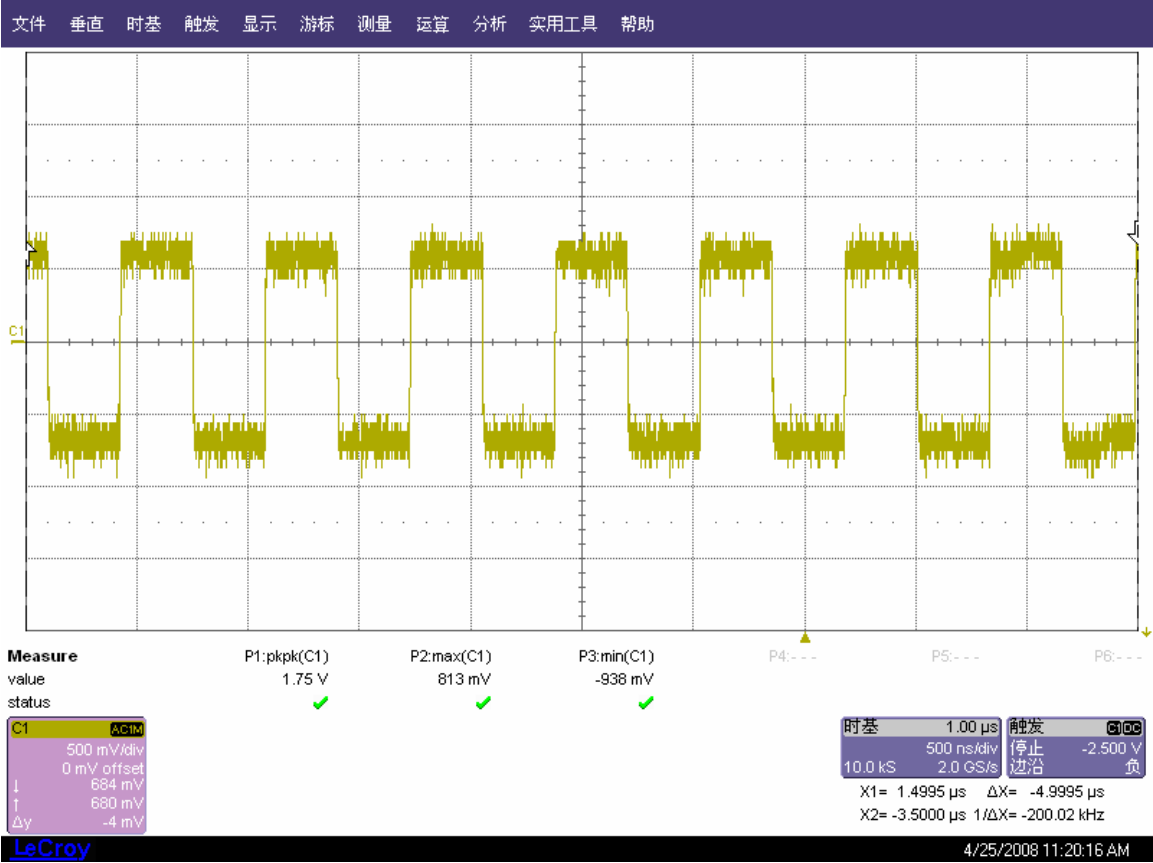 文件 垂直 时基 触发 显示 游标 测量 运算 分析 实用工具 帮助
C1
Measure P1:pkpk(C1) P2:max(C1) P3:min(C1) P4:- - - P5:- - - P6:- - -
value 1.75 V 813 mV -938 mV
status
C1 AC1M
500 mV/div
0 mV offset
↓ 684 mV
↑ 680 mV
Δy -4 mV
时基 1.00 µs
500 ns/div
10.0 kS 2.0 GS/s
触发 C1 DC
停止 -2.500 V
边沿 负
X1= 1.4995 µs ΔX= -4.9995 µs
X2= -3.5000 µs 1/ΔX= -200.02 kHz
LeCroy 4/25/2008 11:20:16 AM